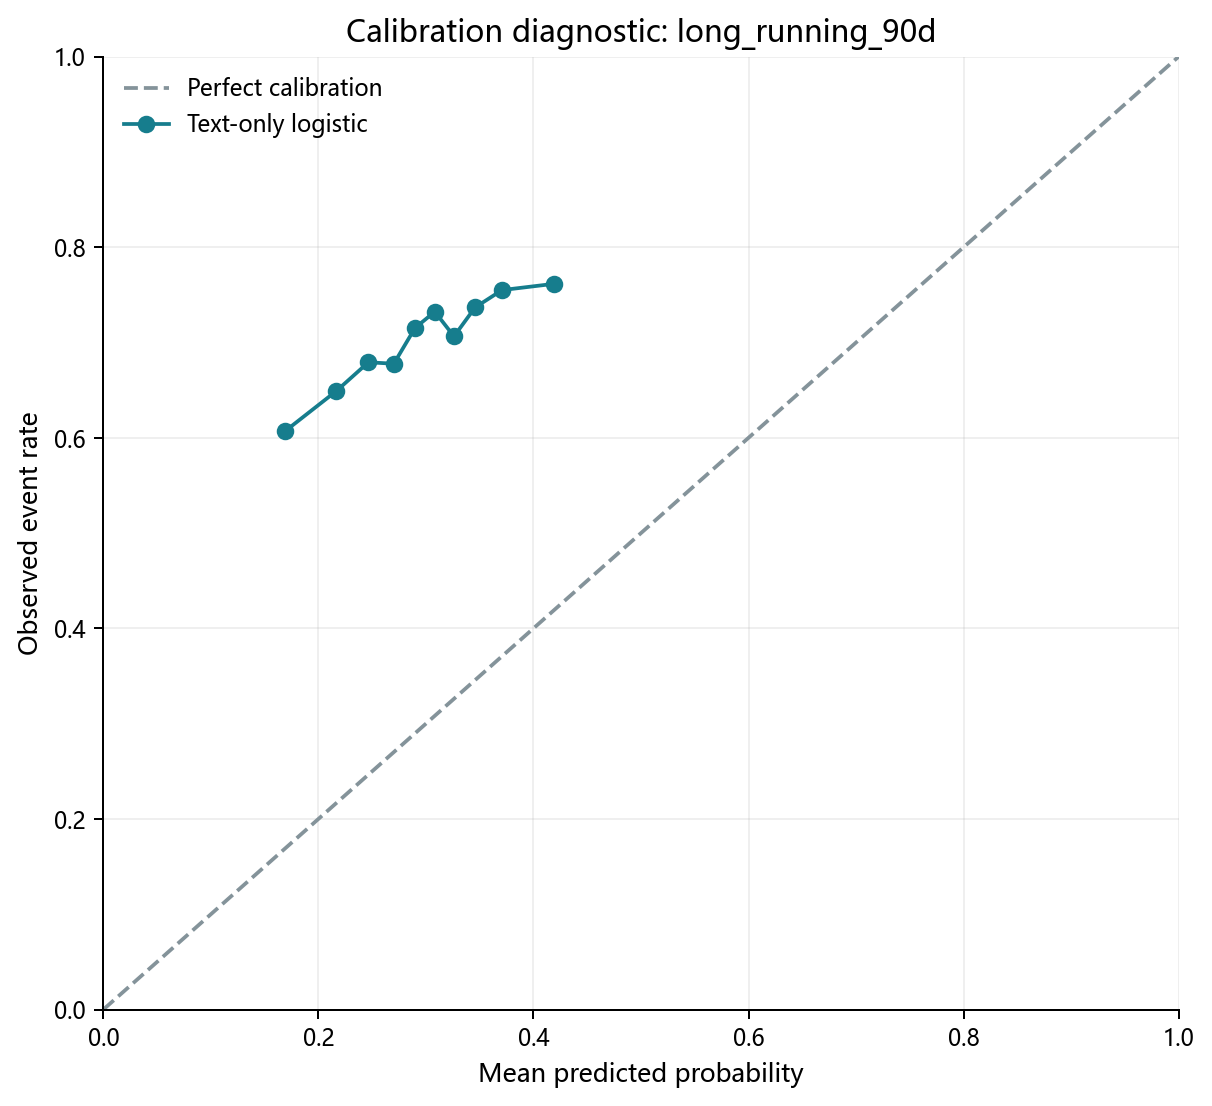 Calibration diagnostic: long_running_90d
1.0
Perfect calibration
Text-only logistic
0.8
0.6
0.4
0.2
0.0
Observed event rate
0.0 0.2 0.4 0.6 0.8 1.0
Mean predicted probability